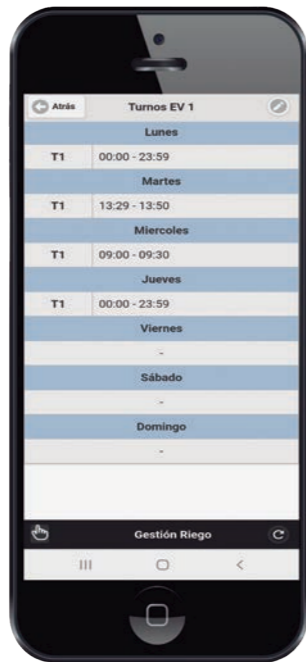 Atrás Turnos EV 1
Lunes
T1 00:00 - 23:59
Martes
T1 13:29 - 13:50
Miercoles
T1 09:00 - 09:30
Jueves
T1 00:00 - 23:59
Viernes
-
Sábado
-
Domingo
-
Gestión Riego